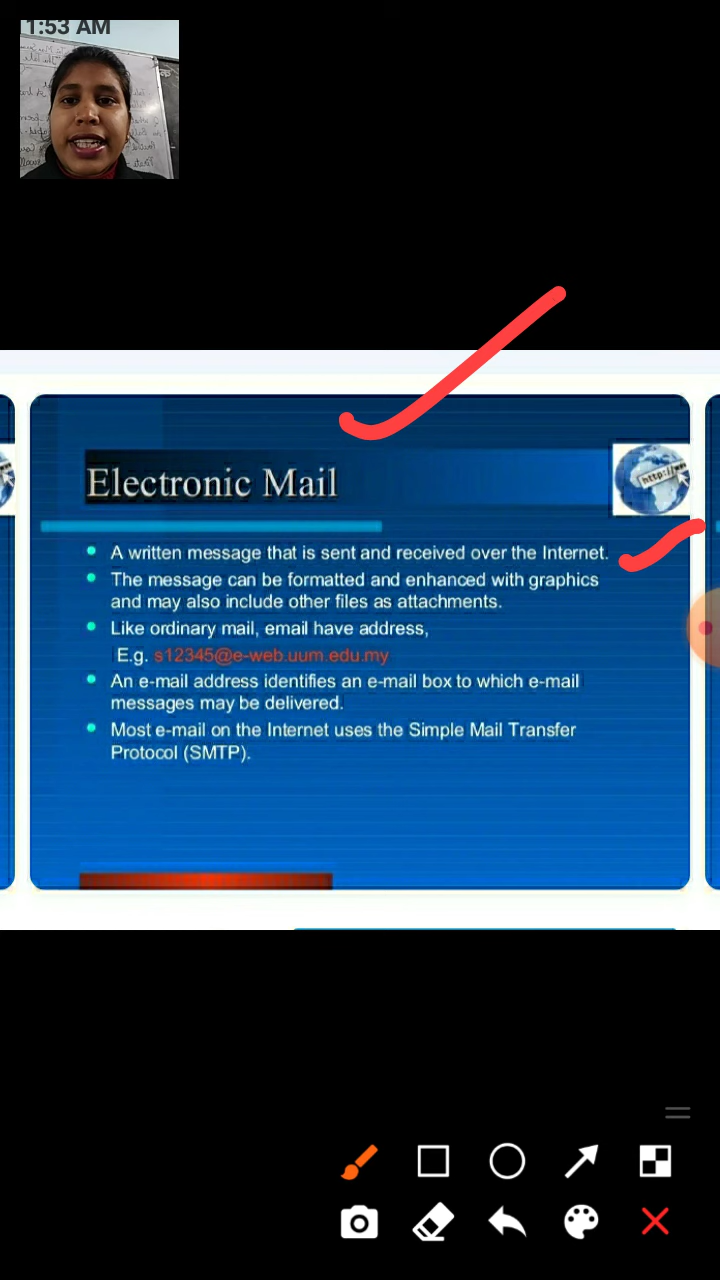 1:53 AM
Electronic Mail
http://ww
A written message that is sent and received over the Internet.
The message can be formatted and enhanced with graphics
and may also include other files as attachments.
Like ordinary mail, email have address,
E.g. s12345@e-web.uum.edu.my
An e-mail address identifies an e-mail box to which e-mail
messages may be delivered.
Most e-mail on the Internet uses the Simple Mail Transfer
Protocol (SMTP).